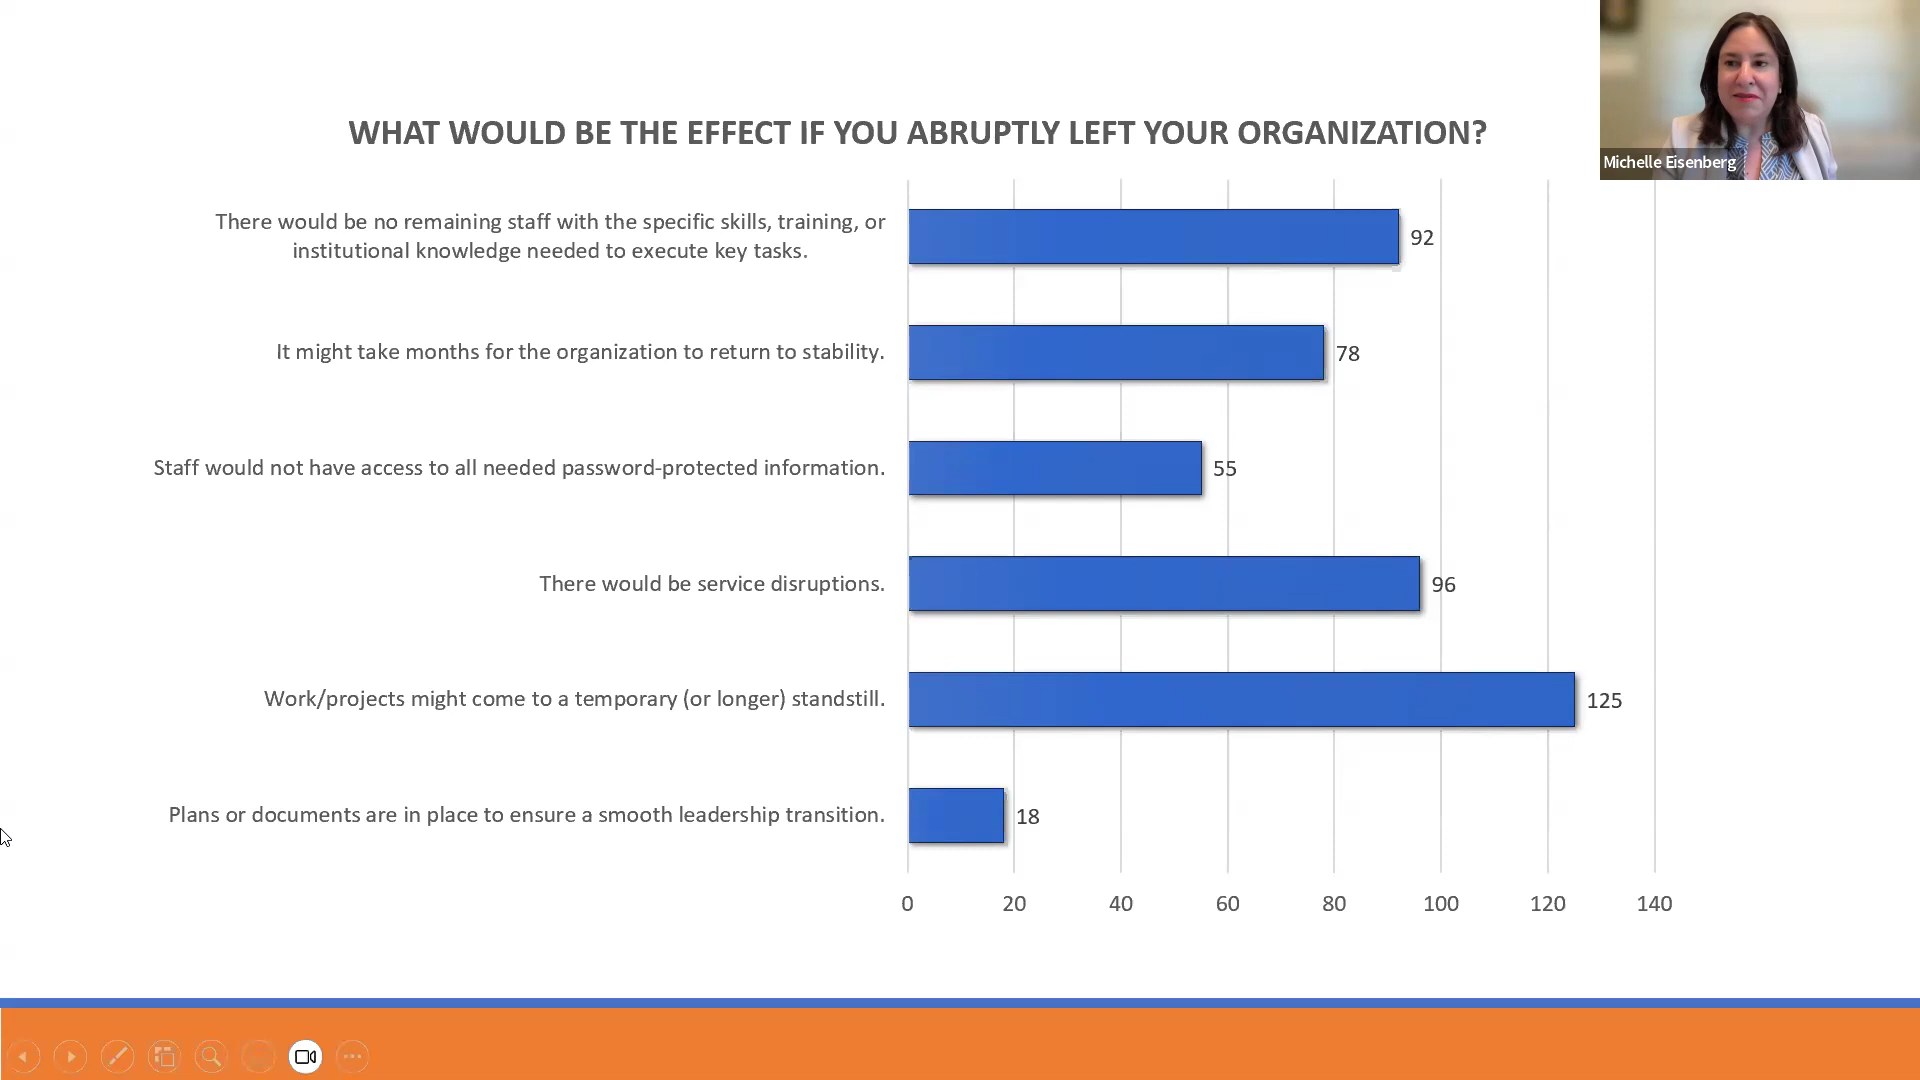 WHAT WOULD BE THE EFFECT IF YOU ABRUPTLY LEFT YOUR ORGANIZATION?
Michelle Eisenberg
There would be no remaining staff with the specific skills, training, or
institutional knowledge needed to execute key tasks.
92
It might take months for the organization to return to stability.
78
Staff would not have access to all needed password-protected information.
55
There would be service disruptions.
96
Work/projects might come to a temporary (or longer) standstill.
125
Plans or documents are in place to ensure a smooth leadership transition.
18
0 20 40 60 80 100 120 140